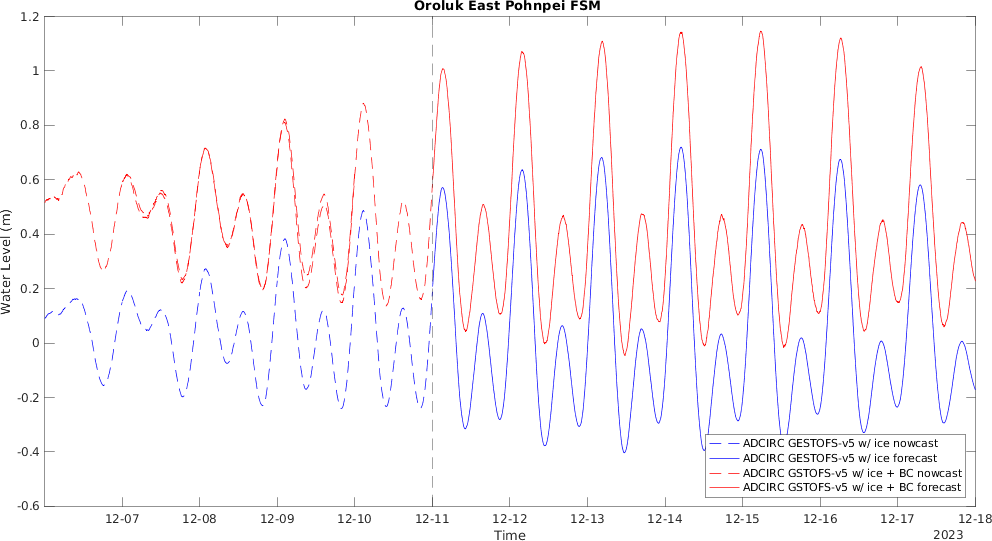 Oroluk East Pohnpei FSM
Water Level (m)
1.2
1
0.8
0.6
0.4
0.2
0
-0.2
-0.4
-0.6
ADCIRC GESTOFS-v5 w/ ice nowcast
ADCIRC GESTOFS-v5 w/ ice forecast
ADCIRC GSTOFS-v5 w/ ice + BC nowcast
ADCIRC GSTOFS-v5 w/ ice + BC forecast
12-07 12-08 12-09 12-10 12-11 12-12 12-13 12-14 12-15 12-16 12-17 12-18
Time
2023